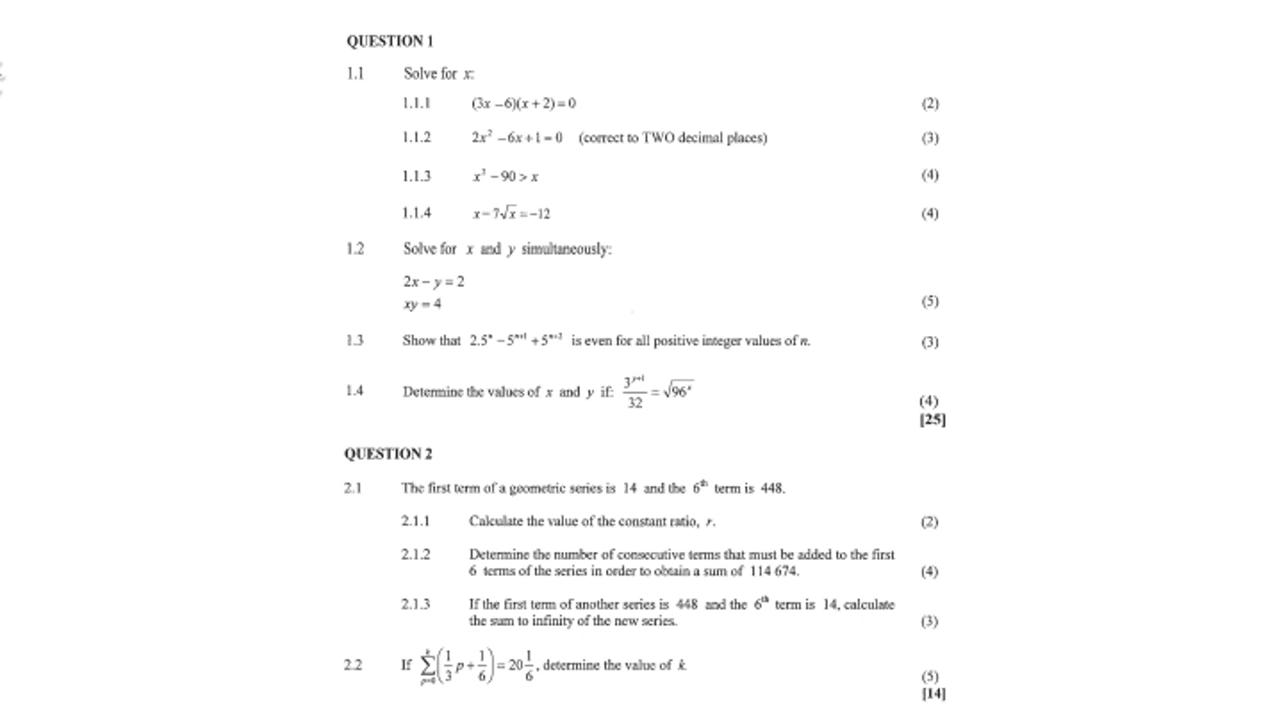 QUESTION 1
1.1 Solve for x:
1.1.1 (3x – 6)(x + 2) = 0 (2)
1.1.2 2x² – 6x + 1 = 0 (correct to TWO decimal places) (3)
1.1.3 x² – 90 > x (4)
1.1.4 x – 7√x = –12 (4)
1.2 Solve for x and y simultaneously:
2x – y = 2
xy = 4 (5)
1.3 Show that 2.5ⁿ – 5ⁿ⁺¹ + 5ⁿ⁺² is even for all positive integer values of n. (3)
1.4 Determine the values of x and y if: 3ʸ⁺¹/32 = √(96ˣ) (4)
[25]
QUESTION 2
2.1 The first term of a geometric series is 14 and the 6th term is 448.
2.1.1 Calculate the value of the constant ratio, r. (2)
2.1.2 Determine the number of consecutive terms that must be added to the first
6 terms of the series in order to obtain a sum of 114 674. (4)
2.1.3 If the first term of another series is 448 and the 6th term is 14, calculate
the sum to infinity of the new series. (3)
2.2 If ∑_{p=0}^{k} (1/3 p + 1/6) = 20 1/6, determine the value of k. (5)
[14]